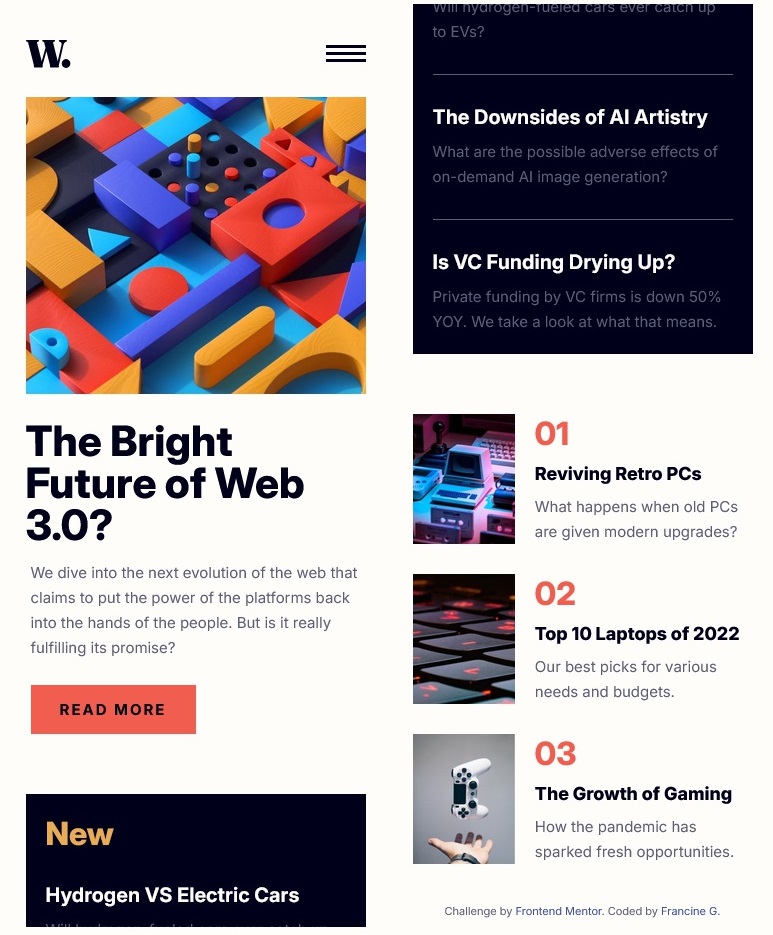 W.
The Bright
Future of Web
3.0?
We dive into the next evolution of the web that
claims to put the power of the platforms back
into the hands of the people. But is it really
fulfilling its promise?
READ MORE
New
Hydrogen VS Electric Cars
Will hydrogen-fueled cars ever catch up
Will hydrogen-fueled cars ever catch up
to EVs?
The Downsides of AI Artistry
What are the possible adverse effects of
on-demand AI image generation?
Is VC Funding Drying Up?
Private funding by VC firms is down 50%
YOY. We take a look at what that means.
01
Reviving Retro PCs
What happens when old PCs
are given modern upgrades?
02
Top 10 Laptops of 2022
Our best picks for various
needs and budgets.
03
The Growth of Gaming
How the pandemic has
sparked fresh opportunities.
Challenge by Frontend Mentor. Coded by Francine G.